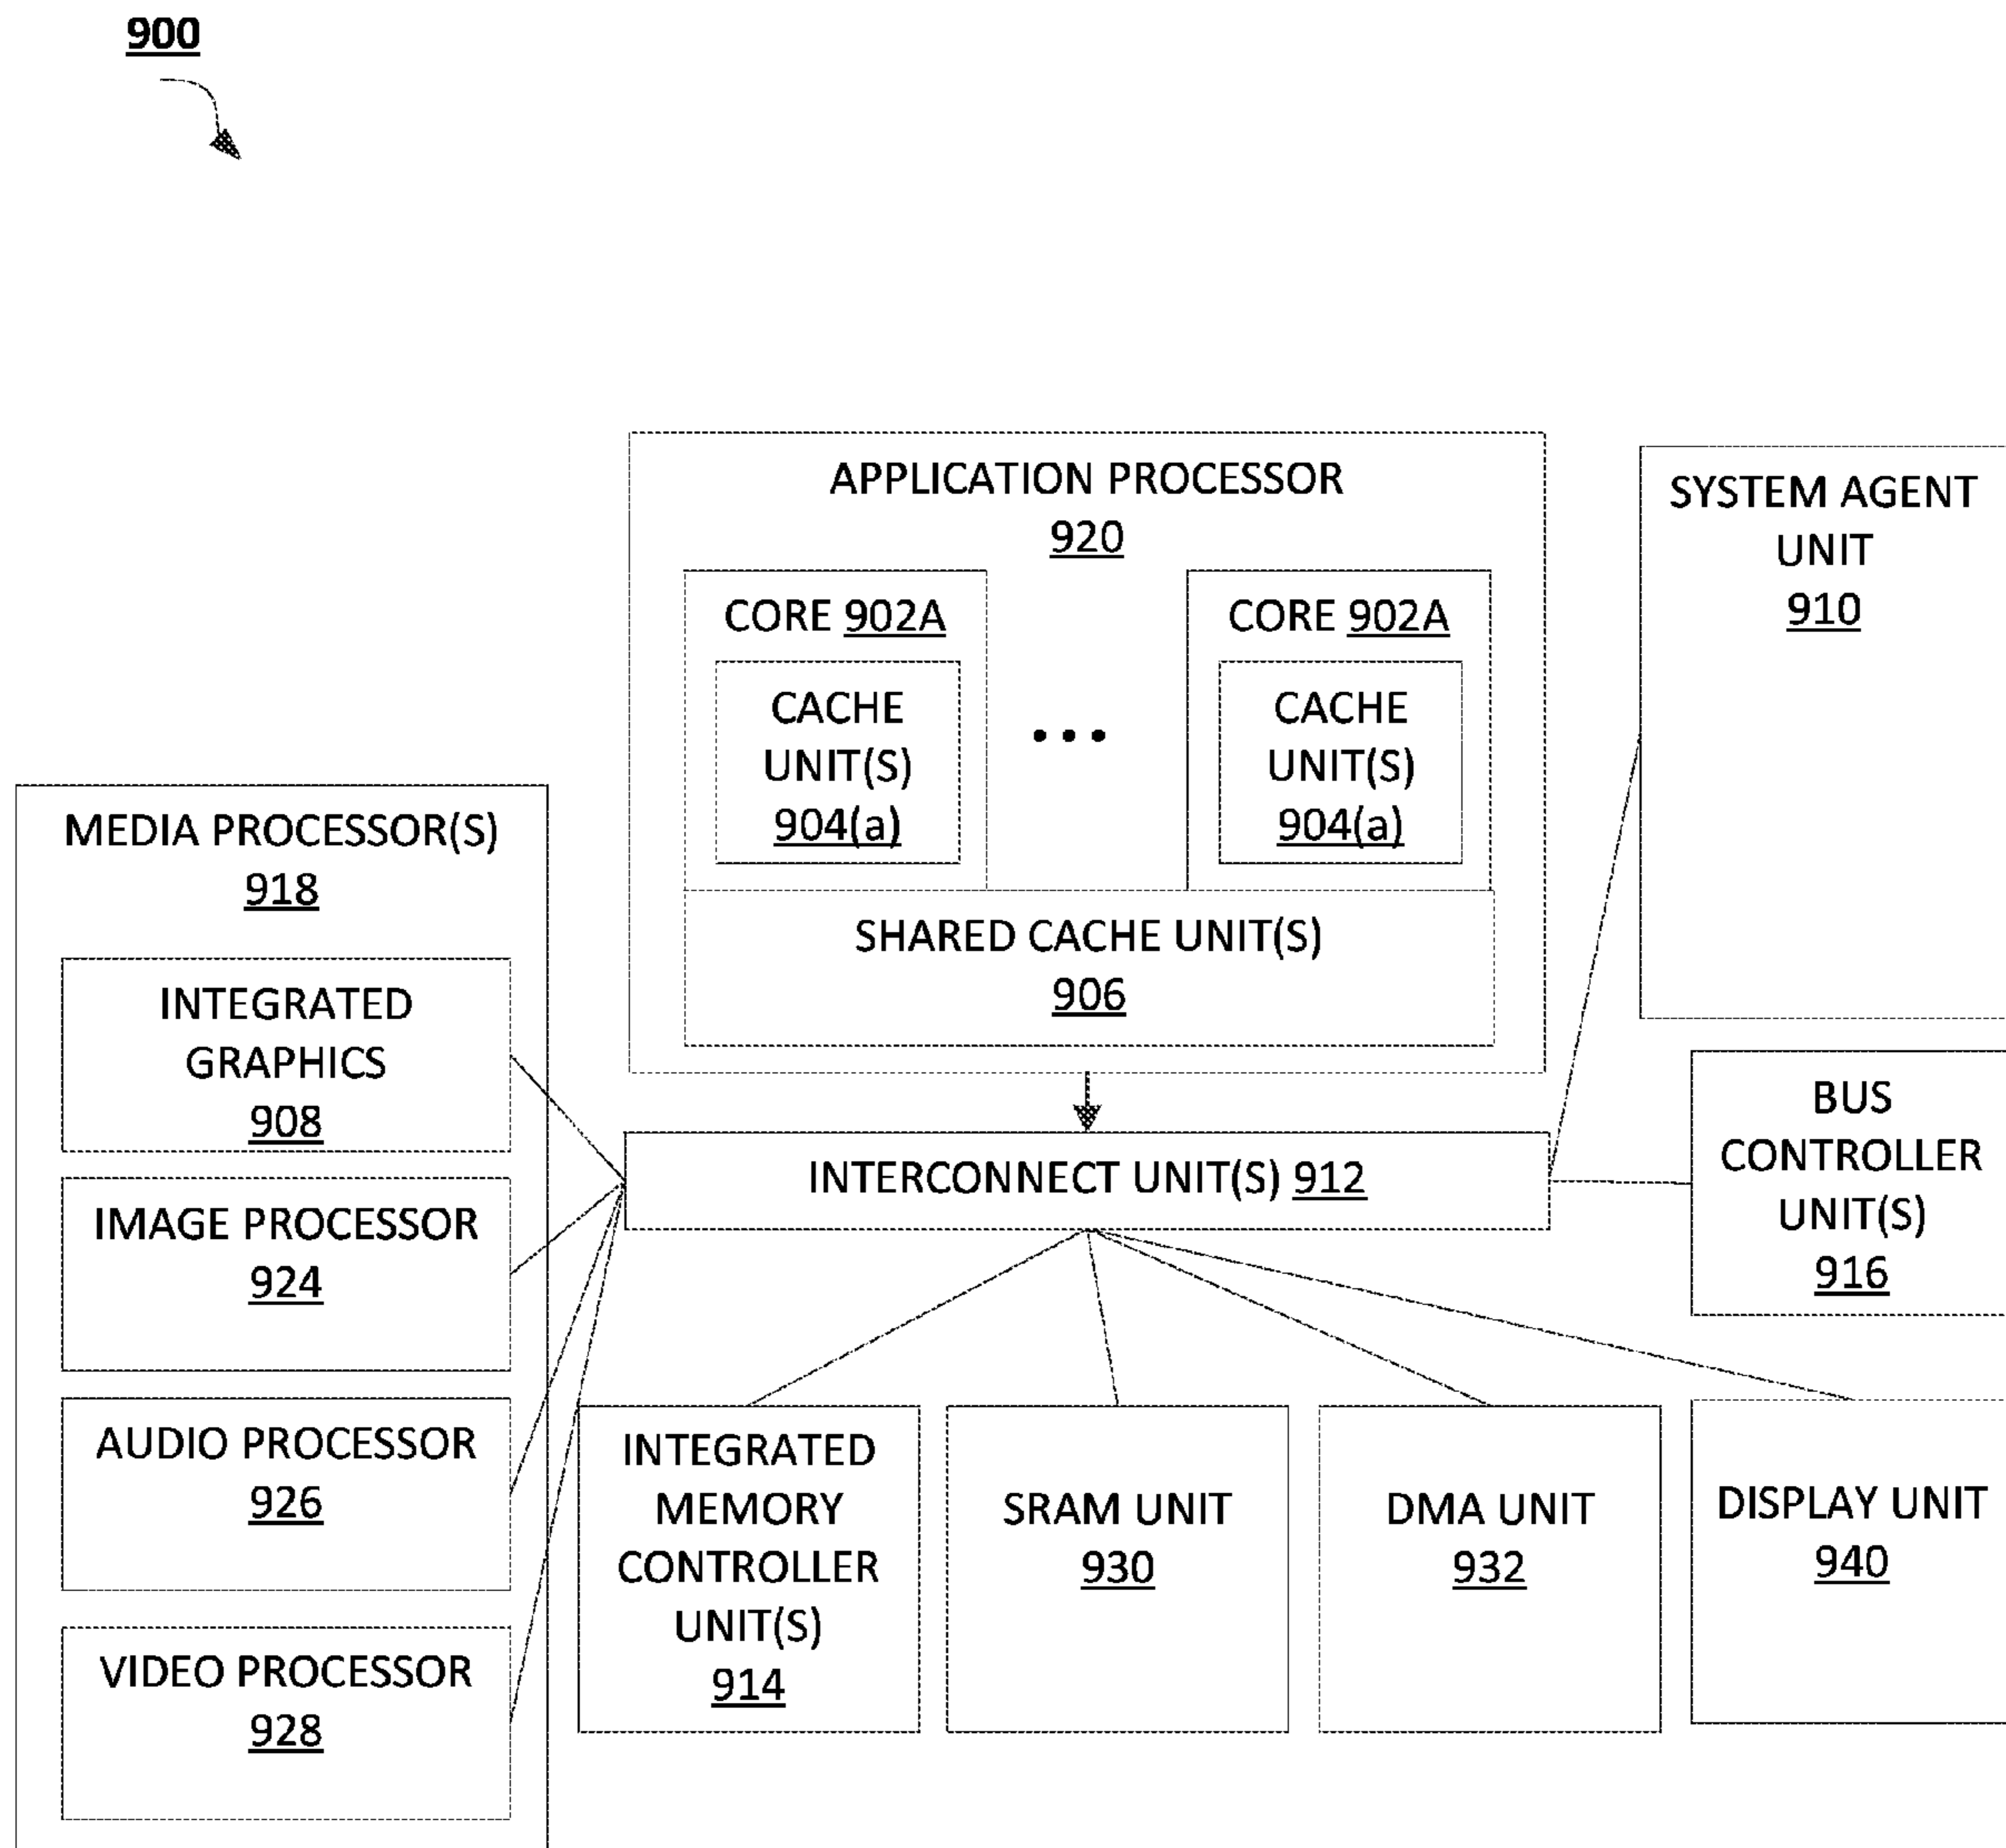 900
APPLICATION PROCESSOR
920
CORE 902A
CACHE
UNIT(S)
904(a)
...
CORE 902A
CACHE
UNIT(S)
904(a)
SHARED CACHE UNIT(S)
906
SYSTEM AGENT
UNIT
910
MEDIA PROCESSOR(S)
918
INTEGRATED
GRAPHICS
908
IMAGE PROCESSOR
924
AUDIO PROCESSOR
926
VIDEO PROCESSOR
928
INTERCONNECT UNIT(S) 912
BUS
CONTROLLER
UNIT(S)
916
INTEGRATED
MEMORY
CONTROLLER
UNIT(S)
914
SRAM UNIT
930
DMA UNIT
932
DISPLAY UNIT
940